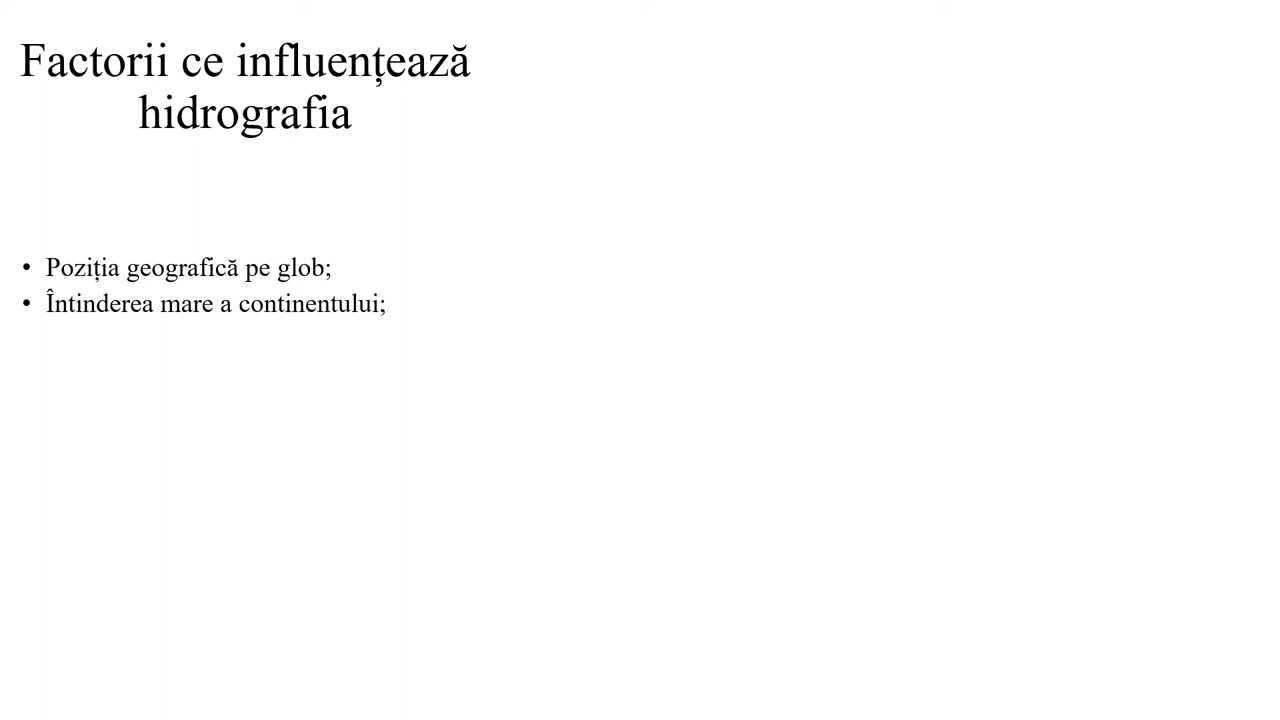 Factorii ce influențează
hidrografia
• Poziția geografică pe glob;
• Întinderea mare a continentului;